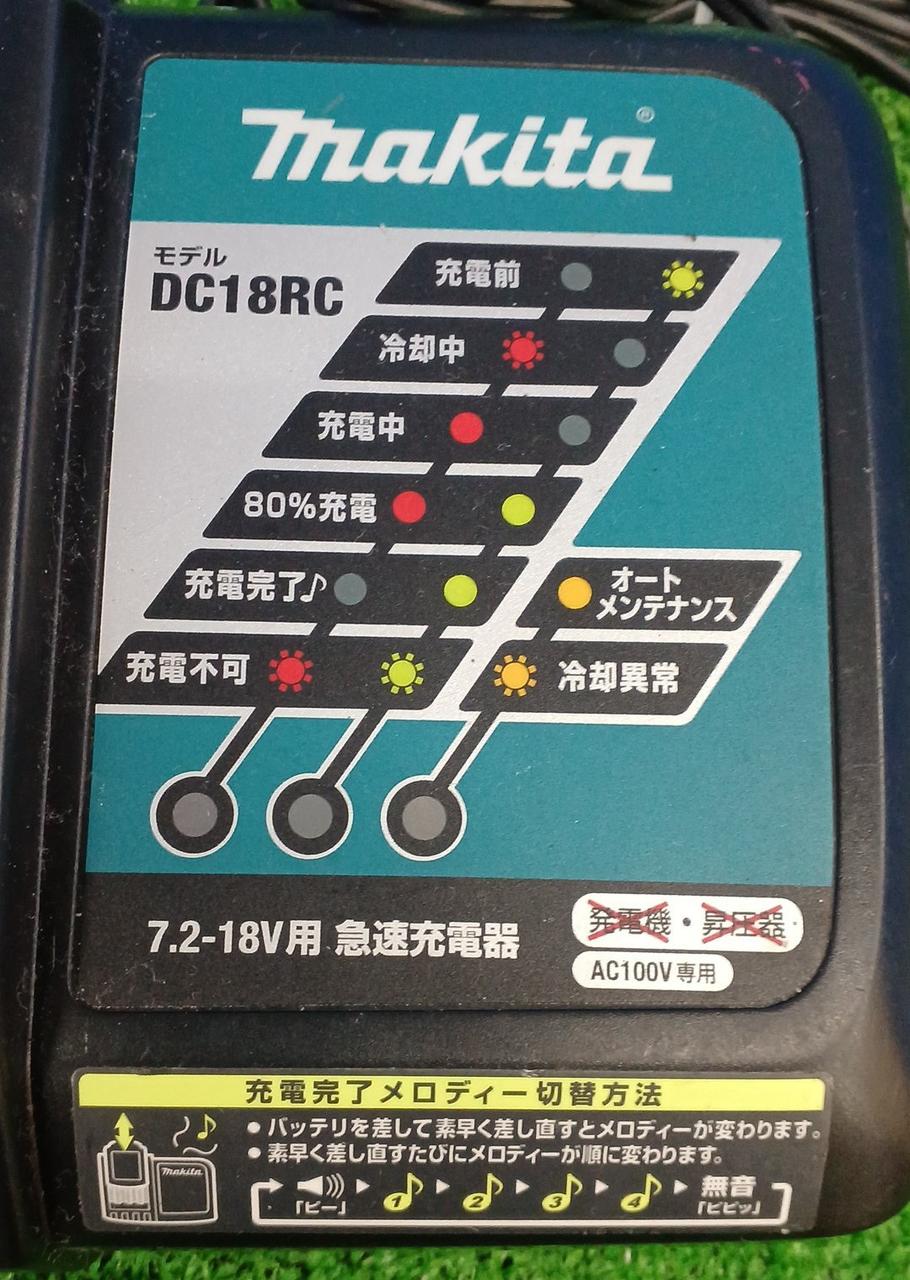 makita®
モデル
DC18RC
充電前
冷却中
充電中
80%充電
充電完了♪
オート
メンテナンス
充電不可
冷却異常
7.2-18V用 急速充電器
発電機・昇圧器
AC100V専用
充電完了メロディー切替方法
• バッテリを差して素早く差し直すとメロディーが変わります。
• 素早く差し直すたびにメロディーが順に変わります。
makita
1 2 3 4 無音
「ピー」 「ピピッ」